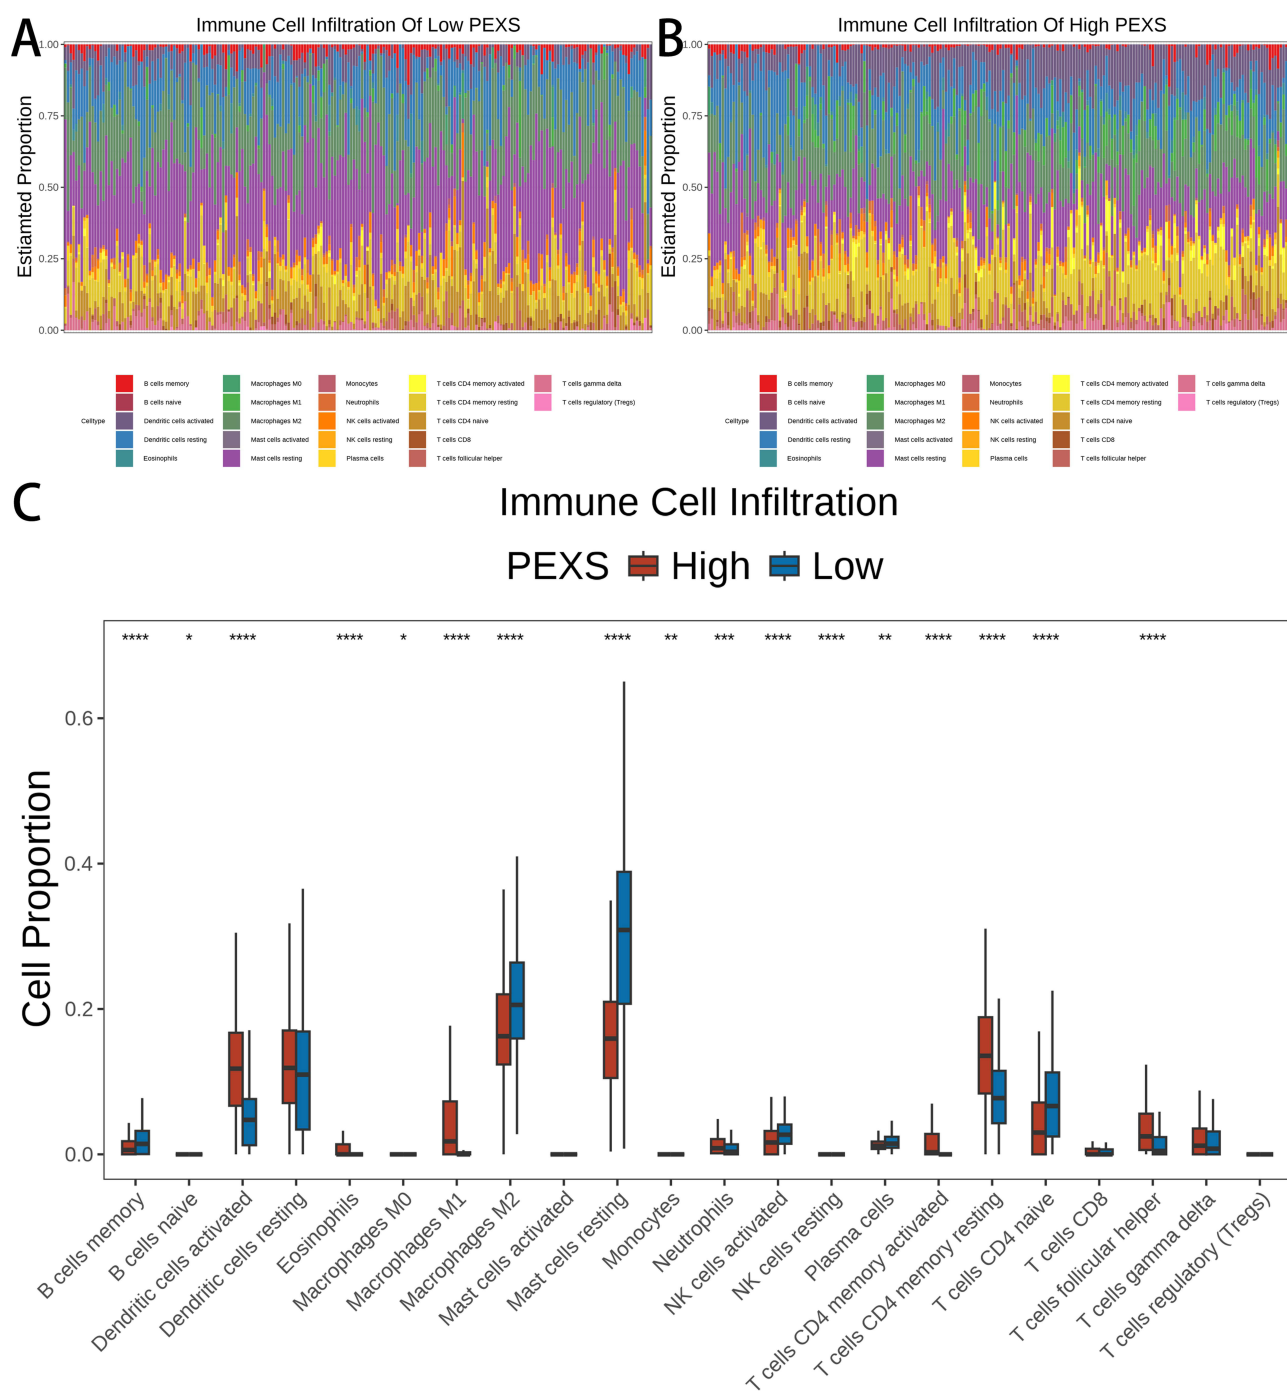 A
Immune Cell Infiltration Of Low PEXS
Estiamted Proportion
1.00
0.75
0.50
0.25
0.00
Celltype
B cells memory
B cells naive
Dendritic cells activated
Dendritic cells resting
Eosinophils
Macrophages M0
Macrophages M1
Macrophages M2
Mast cells activated
Mast cells resting
Monocytes
Neutrophils
NK cells activated
NK cells resting
Plasma cells
T cells CD4 memory activated
T cells CD4 memory resting
T cells CD4 naive
T cells CD8
T cells follicular helper
T cells gamma delta
T cells regulatory (Tregs)
B
Immune Cell Infiltration Of High PEXS
Estiamted Proportion
1.00
0.75
0.50
0.25
0.00
Celltype
B cells memory
B cells naive
Dendritic cells activated
Dendritic cells resting
Eosinophils
Macrophages M0
Macrophages M1
Macrophages M2
Mast cells activated
Mast cells resting
Monocytes
Neutrophils
NK cells activated
NK cells resting
Plasma cells
T cells CD4 memory activated
T cells CD4 memory resting
T cells CD4 naive
T cells CD8
T cells follicular helper
T cells gamma delta
T cells regulatory (Tregs)
C
Immune Cell Infiltration
PEXS High Low
**** * **** **** * **** **** **** ** *** **** **** ** **** **** **** ****
Cell Proportion
0.6
0.4
0.2
0.0
B cells memory
B cells naive
Dendritic cells activated
Dendritic cells resting
Eosinophils
Macrophages M0
Macrophages M1
Macrophages M2
Mast cells activated
Mast cells resting
Monocytes
Neutrophils
NK cells activated
NK cells resting
Plasma cells
T cells CD4 memory activated
T cells CD4 memory resting
T cells CD4 naive
T cells CD8
T cells follicular helper
T cells gamma delta
T cells regulatory (Tregs)